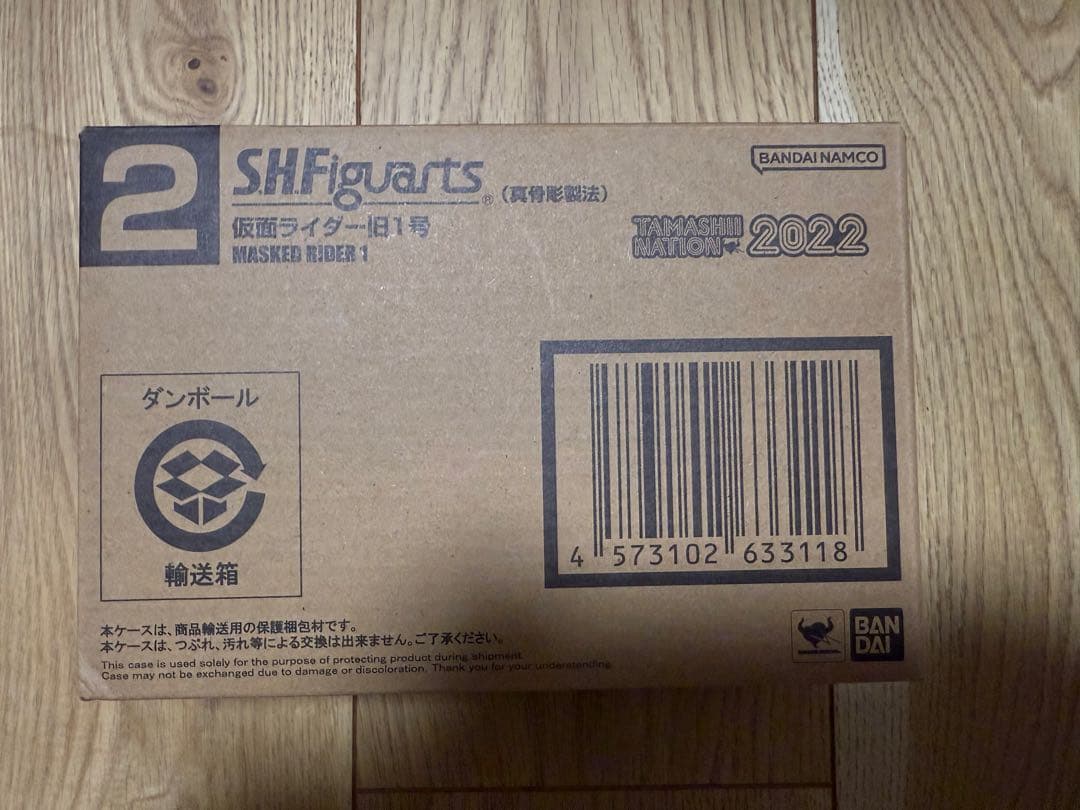 2
S.H.Figuarts® (真骨彫製法)
仮面ライダー旧1号
MASKED RIDER 1
BANDAI NAMCO
TAMASHII
NATION 2022
ダンボール
輸送箱
4 573102 633118
本ケースは、商品輸送用の保護梱包材です。
本ケースは、つぶれ、汚れ等による交換は出来ません。ご了承ください。
This case is used solely for the purpose of protecting product during shipment.
Case may not be exchanged due to damage or discoloration. Thank you for your understanding.
BAN
DAI